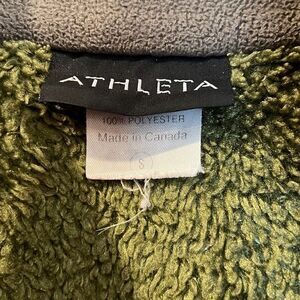 ATHLETA
100% POLYESTER
Made in Canada
S